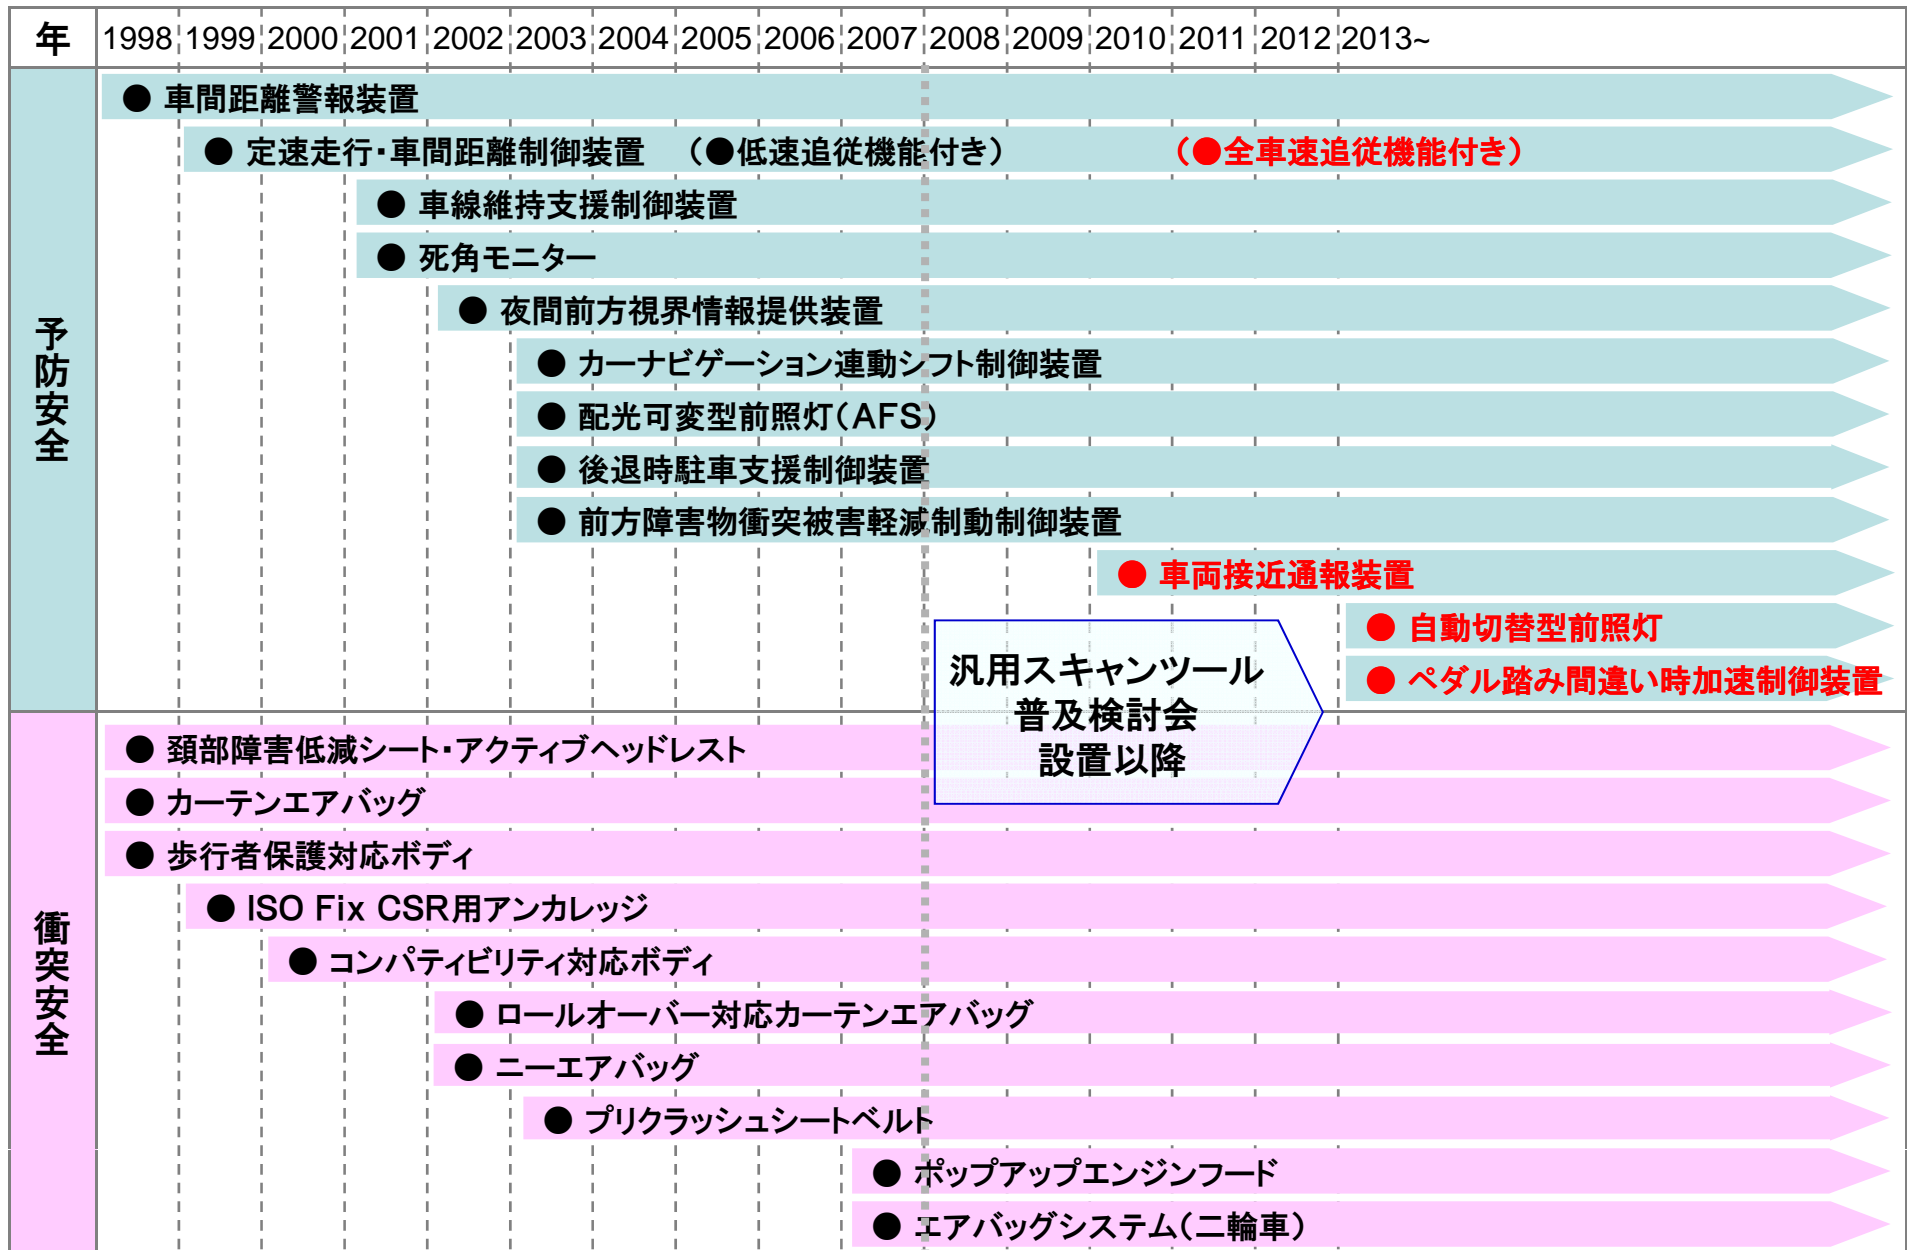 年 1998 1999 2000 2001 2002 2003 2004 2005 2006 2007 2008 2009 2010 2011 2012 2013~
予防安全
● 車間距離警報装置
● 定速走行・車間距離制御装置 （●低速追従機能付き） （●全車速追従機能付き）
● 車線維持支援制御装置
● 死角モニター
● 夜間前方視界情報提供装置
● カーナビゲーション連動シフト制御装置
● 配光可変型前照灯（AFS）
● 後退時駐車支援制御装置
● 前方障害物衝突被害軽減制動制御装置
● 車両接近通報装置
● 自動切替型前照灯
● ペダル踏み間違い時加速制御装置
汎用スキャンツール
普及検討会
設置以降
衝突安全
● 頚部障害低減シート・アクティブヘッドレスト
● カーテンエアバッグ
● 歩行者保護対応ボディ
● ISO Fix CSR用アンカレッジ
● コンパティビリティ対応ボディ
● ロールオーバー対応カーテンエアバッグ
● ニーエアバッグ
● プリクラッシュシートベルト
● ポップアップエンジンフード
● エアバッグシステム（二輪車）